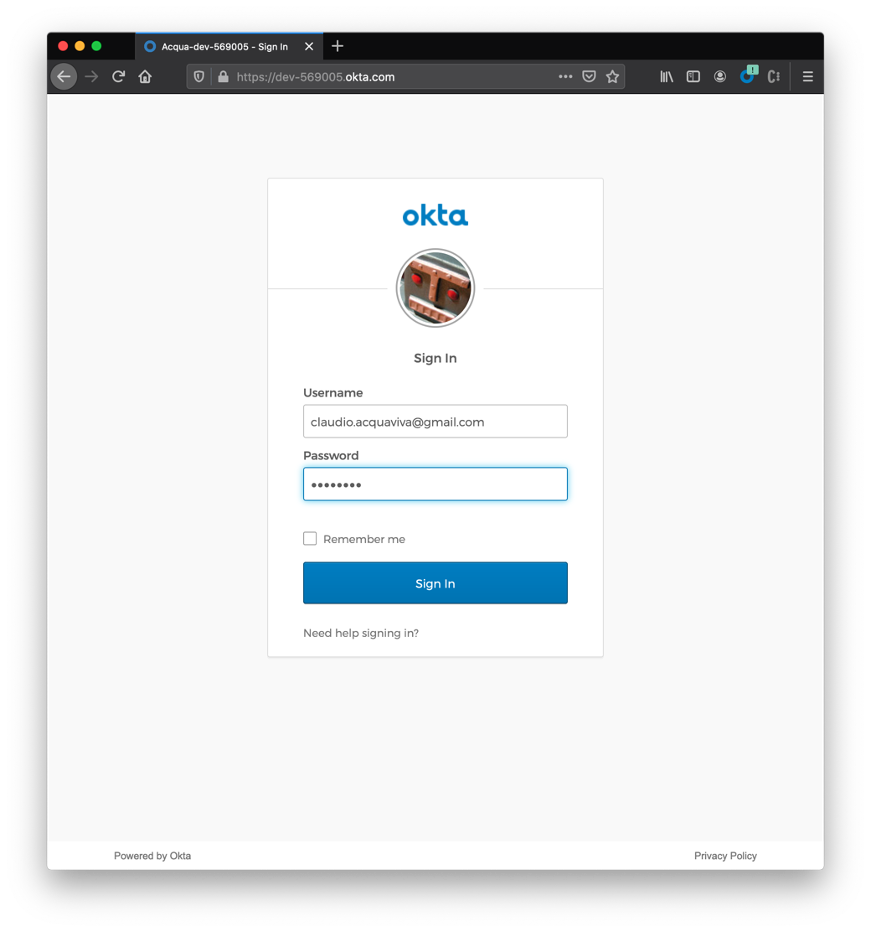 Acqua-dev-569005 - Sign In
https://dev-569005.okta.com
okta
Sign In
Username
claudio.acquaviva@gmail.com
Password
••••••••
Remember me
Sign In
Need help signing in?
Powered by Okta
Privacy Policy